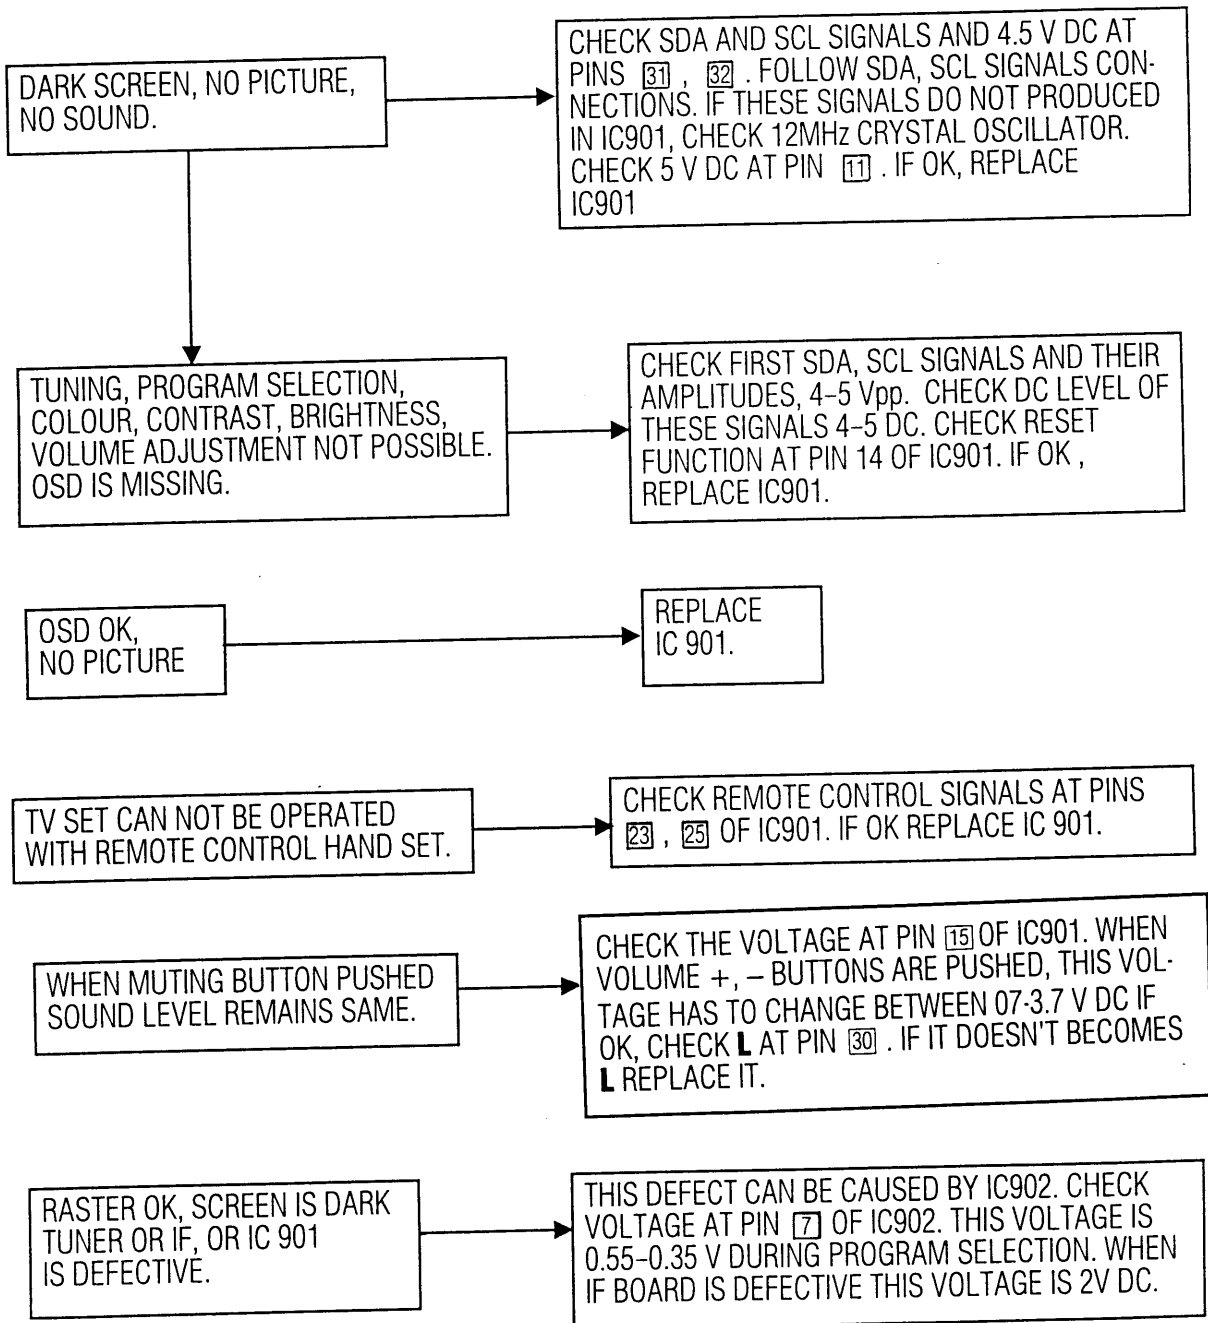 DARK SCREEN, NO PICTURE,
NO SOUND.
CHECK SDA AND SCL SIGNALS AND 4.5 V DC AT
PINS 31 , 32 . FOLLOW SDA, SCL SIGNALS CON-
NECTIONS. IF THESE SIGNALS DO NOT PRODUCED
IN IC901, CHECK 12MHz CRYSTAL OSCILLATOR.
CHECK 5 V DC AT PIN 11 . IF OK, REPLACE
IC901
TUNING, PROGRAM SELECTION,
COLOUR, CONTRAST, BRIGHTNESS,
VOLUME ADJUSTMENT NOT POSSIBLE.
OSD IS MISSING.
CHECK FIRST SDA, SCL SIGNALS AND THEIR
AMPLITUDES, 4–5 Vpp. CHECK DC LEVEL OF
THESE SIGNALS 4–5 DC. CHECK RESET
FUNCTION AT PIN 14 OF IC901. IF OK ,
REPLACE IC901.
OSD OK,
NO PICTURE
REPLACE
IC 901.
TV SET CAN NOT BE OPERATED
WITH REMOTE CONTROL HAND SET.
CHECK REMOTE CONTROL SIGNALS AT PINS
23 , 25 OF IC901. IF OK REPLACE IC 901.
WHEN MUTING BUTTON PUSHED
SOUND LEVEL REMAINS SAME.
CHECK THE VOLTAGE AT PIN 15 OF IC901. WHEN
VOLUME +, – BUTTONS ARE PUSHED, THIS VOL-
TAGE HAS TO CHANGE BETWEEN 07-3.7 V DC IF
OK, CHECK L AT PIN 30 . IF IT DOESN'T BECOMES
L REPLACE IT.
RASTER OK, SCREEN IS DARK
TUNER OR IF, OR IC 901
IS DEFECTIVE.
THIS DEFECT CAN BE CAUSED BY IC902. CHECK
VOLTAGE AT PIN 7 OF IC902. THIS VOLTAGE IS
0.55–0.35 V DURING PROGRAM SELECTION. WHEN
IF BOARD IS DEFECTIVE THIS VOLTAGE IS 2V DC.